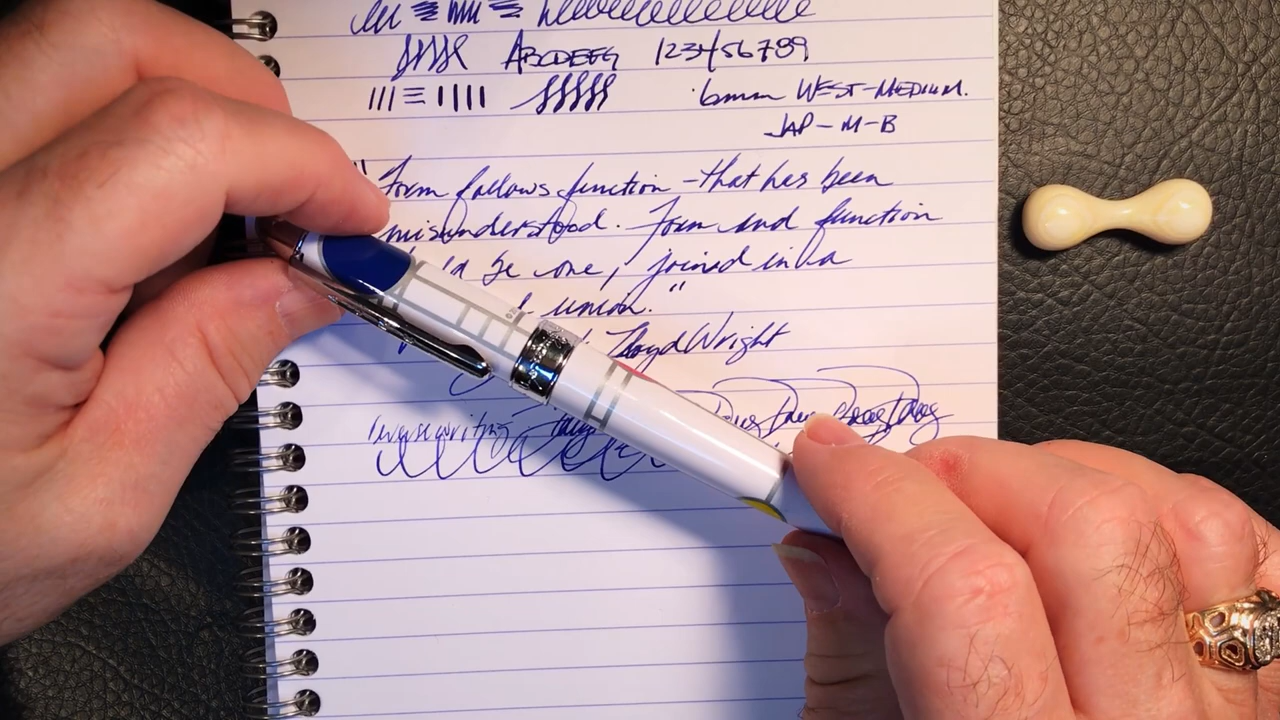 ABCDEFG 123456789
.6mm WEST-MEDIUM.
JAP-M-B
"Form follows function - that has been
misunderstood. Form and function
be one, joined in a
union."
Lloyd Wright